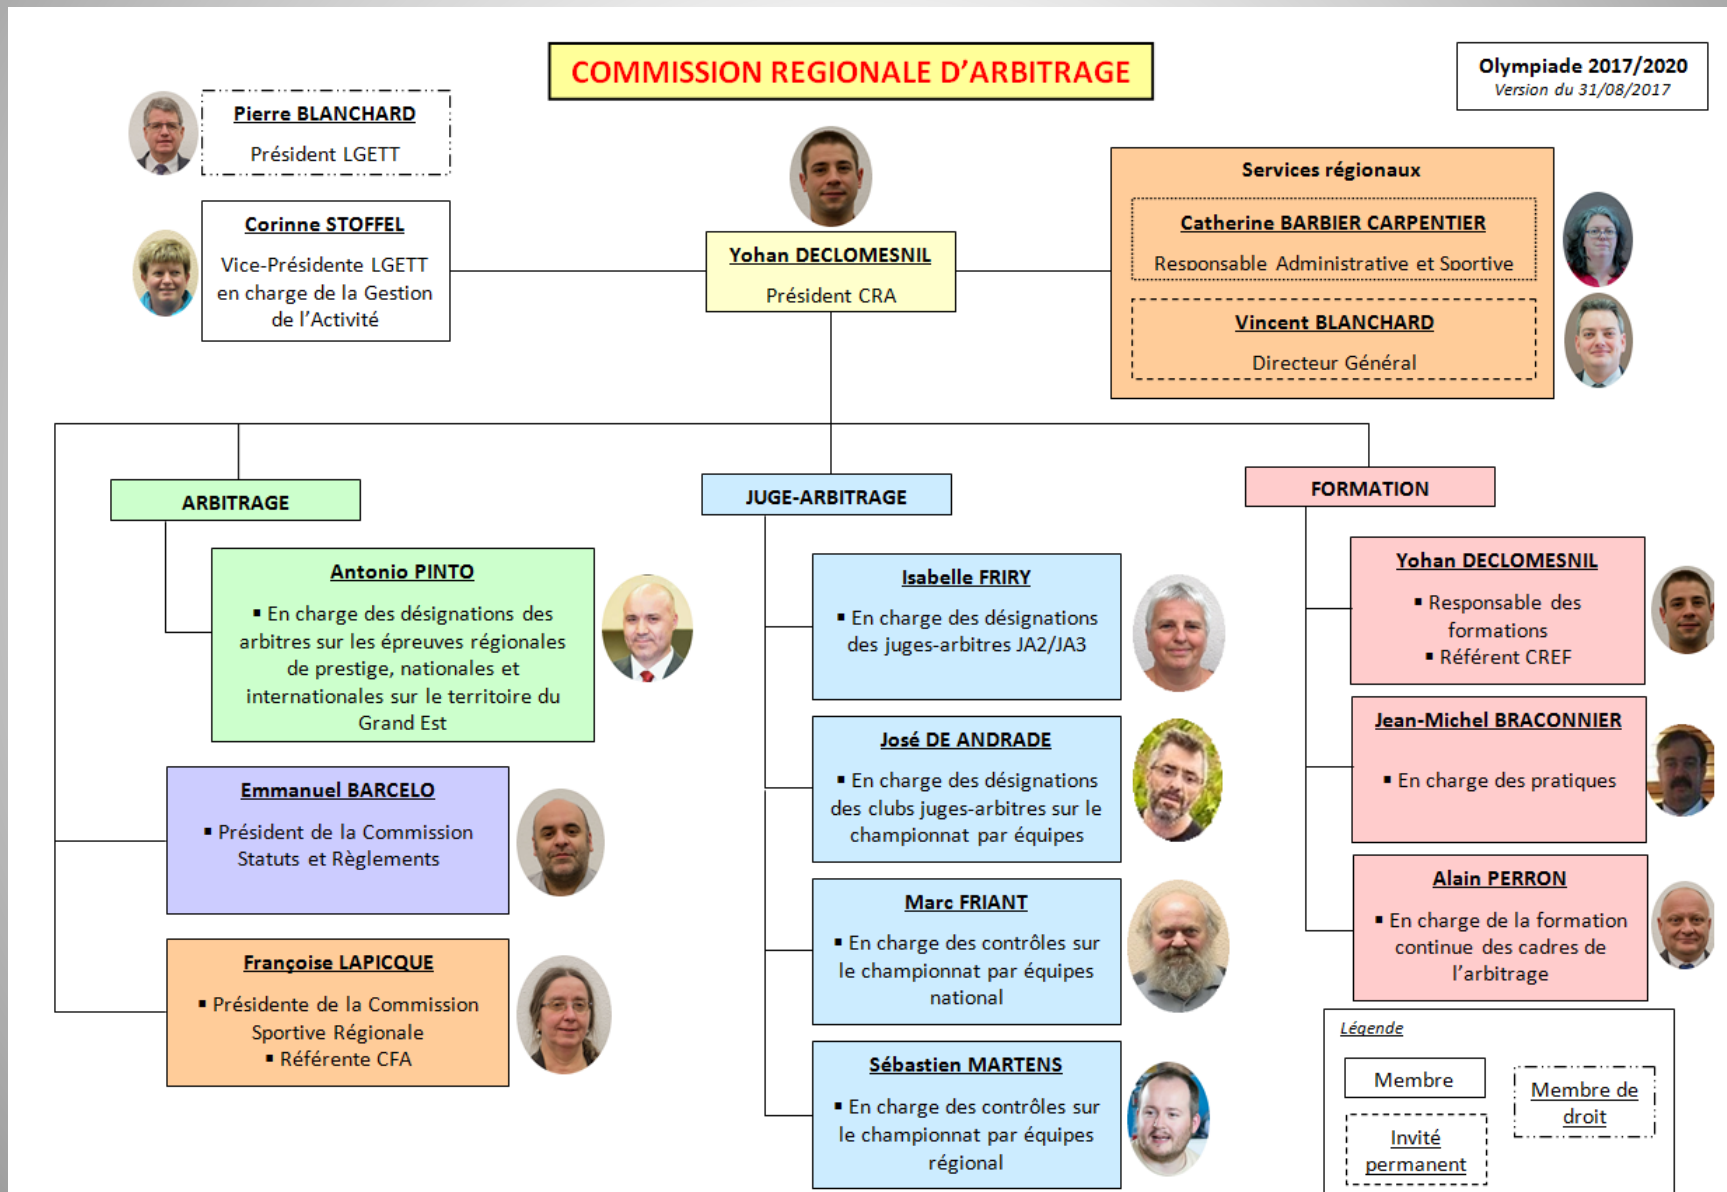 COMMISSION REGIONALE D'ARBITRAGE
Olympiade 2017/2020
Version du 31/08/2017
Pierre BLANCHARD
Président LGETT
Corinne STOFFEL
Vice-Présidente LGETT
en charge de la Gestion
de l'Activité
Yohan DECLOMESNIL
Président CRA
Services régionaux
Catherine BARBIER CARPENTIER
Responsable Administrative et Sportive
Vincent BLANCHARD
Directeur Général
ARBITRAGE
Antonio PINTO
▪ En charge des désignations des
arbitres sur les épreuves régionales
de prestige, nationales et
internationales sur le territoire du
Grand Est
Emmanuel BARCELO
▪ Président de la Commission
Statuts et Règlements
Françoise LAPICQUE
▪ Présidente de la Commission
Sportive Régionale
▪ Référente CFA
JUGE-ARBITRAGE
Isabelle FRIRY
▪ En charge des désignations
des juges-arbitres JA2/JA3
José DE ANDRADE
▪ En charge des désignations
des clubs juges-arbitres sur le
championnat par équipes
Marc FRIANT
▪ En charge des contrôles sur
le championnat par équipes
national
Sébastien MARTENS
▪ En charge des contrôles sur
le championnat par équipes
régional
FORMATION
Yohan DECLOMESNIL
▪ Responsable des
formations
▪ Référent CREF
Jean-Michel BRACONNIER
▪ En charge des pratiques
Alain PERRON
▪ En charge de la formation
continue des cadres de
l'arbitrage
Légende
Membre
Membre de
droit
Invité
permanent